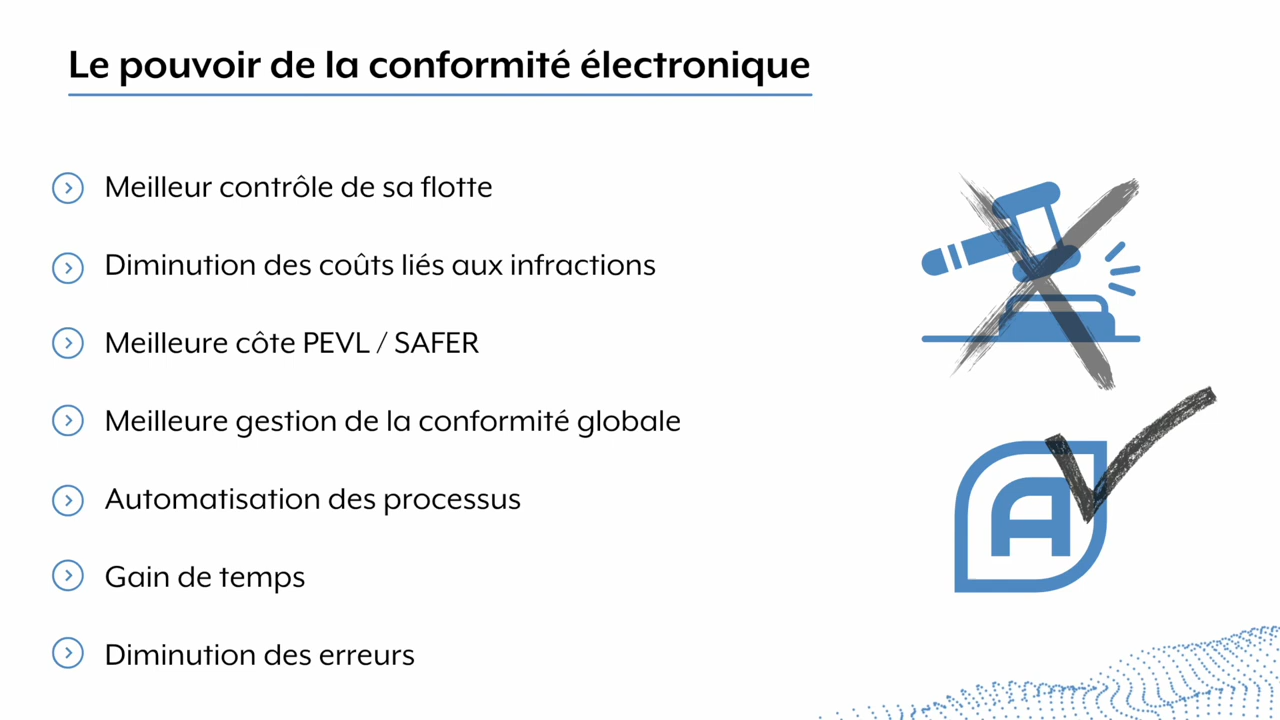 Le pouvoir de la conformité électronique
Meilleur contrôle de sa flotte
Diminution des coûts liés aux infractions
Meilleure côte PEVL / SAFER
Meilleure gestion de la conformité globale
Automatisation des processus
Gain de temps
Diminution des erreurs
A